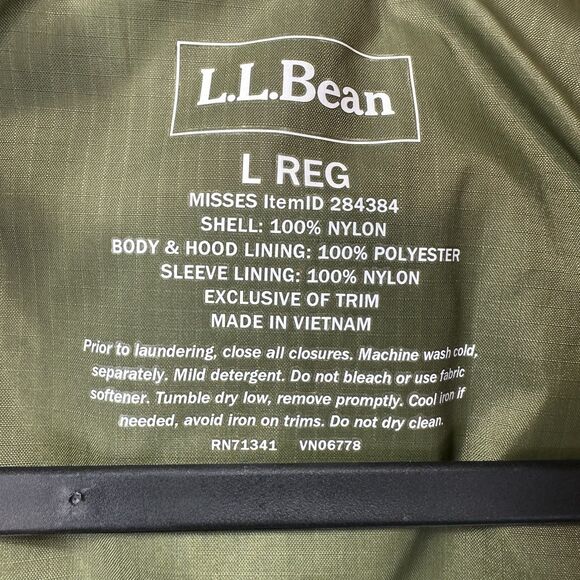 L.L.Bean
L REG
MISSES ItemID 284384
SHELL: 100% NYLON
BODY & HOOD LINING: 100% POLYESTER
SLEEVE LINING: 100% NYLON
EXCLUSIVE OF TRIM
MADE IN VIETNAM
Prior to laundering, close all closures. Machine wash cold,
separately. Mild detergent. Do not bleach or use fabric
softener. Tumble dry low, remove promptly. Cool iron if
needed, avoid iron on trims. Do not dry clean.
RN71341 VN06778